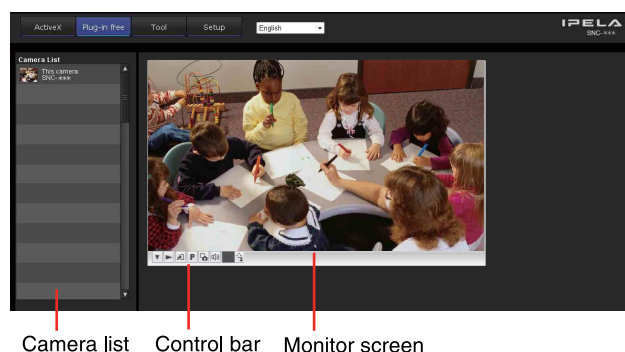 ActiveX Plug-in free Tool Setup English
IPELA
SNC-***
Camera List
This camera
SNC-***
P
Camera list Control bar Monitor screen